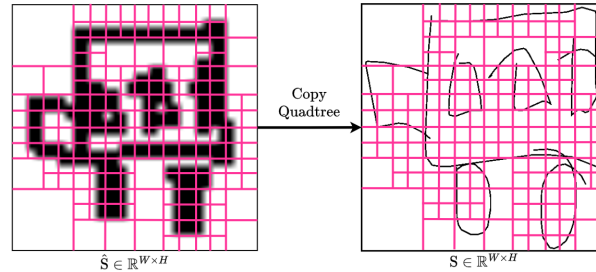 Copy
Quadtree
Ŝ ∈ ℝ^{W×H}
S ∈ ℝ^{W×H}